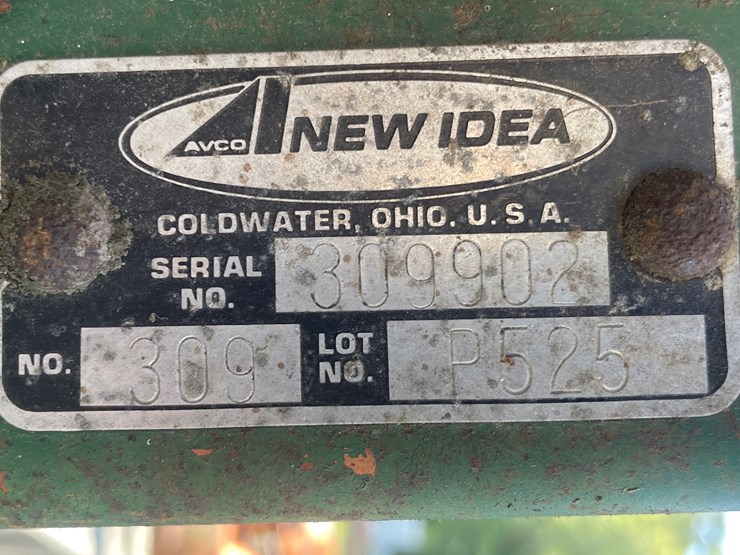 AVCO NEW IDEA
COLDWATER, OHIO, U.S.A.
SERIAL NO. 309902
NO. 309 LOT NO. P525